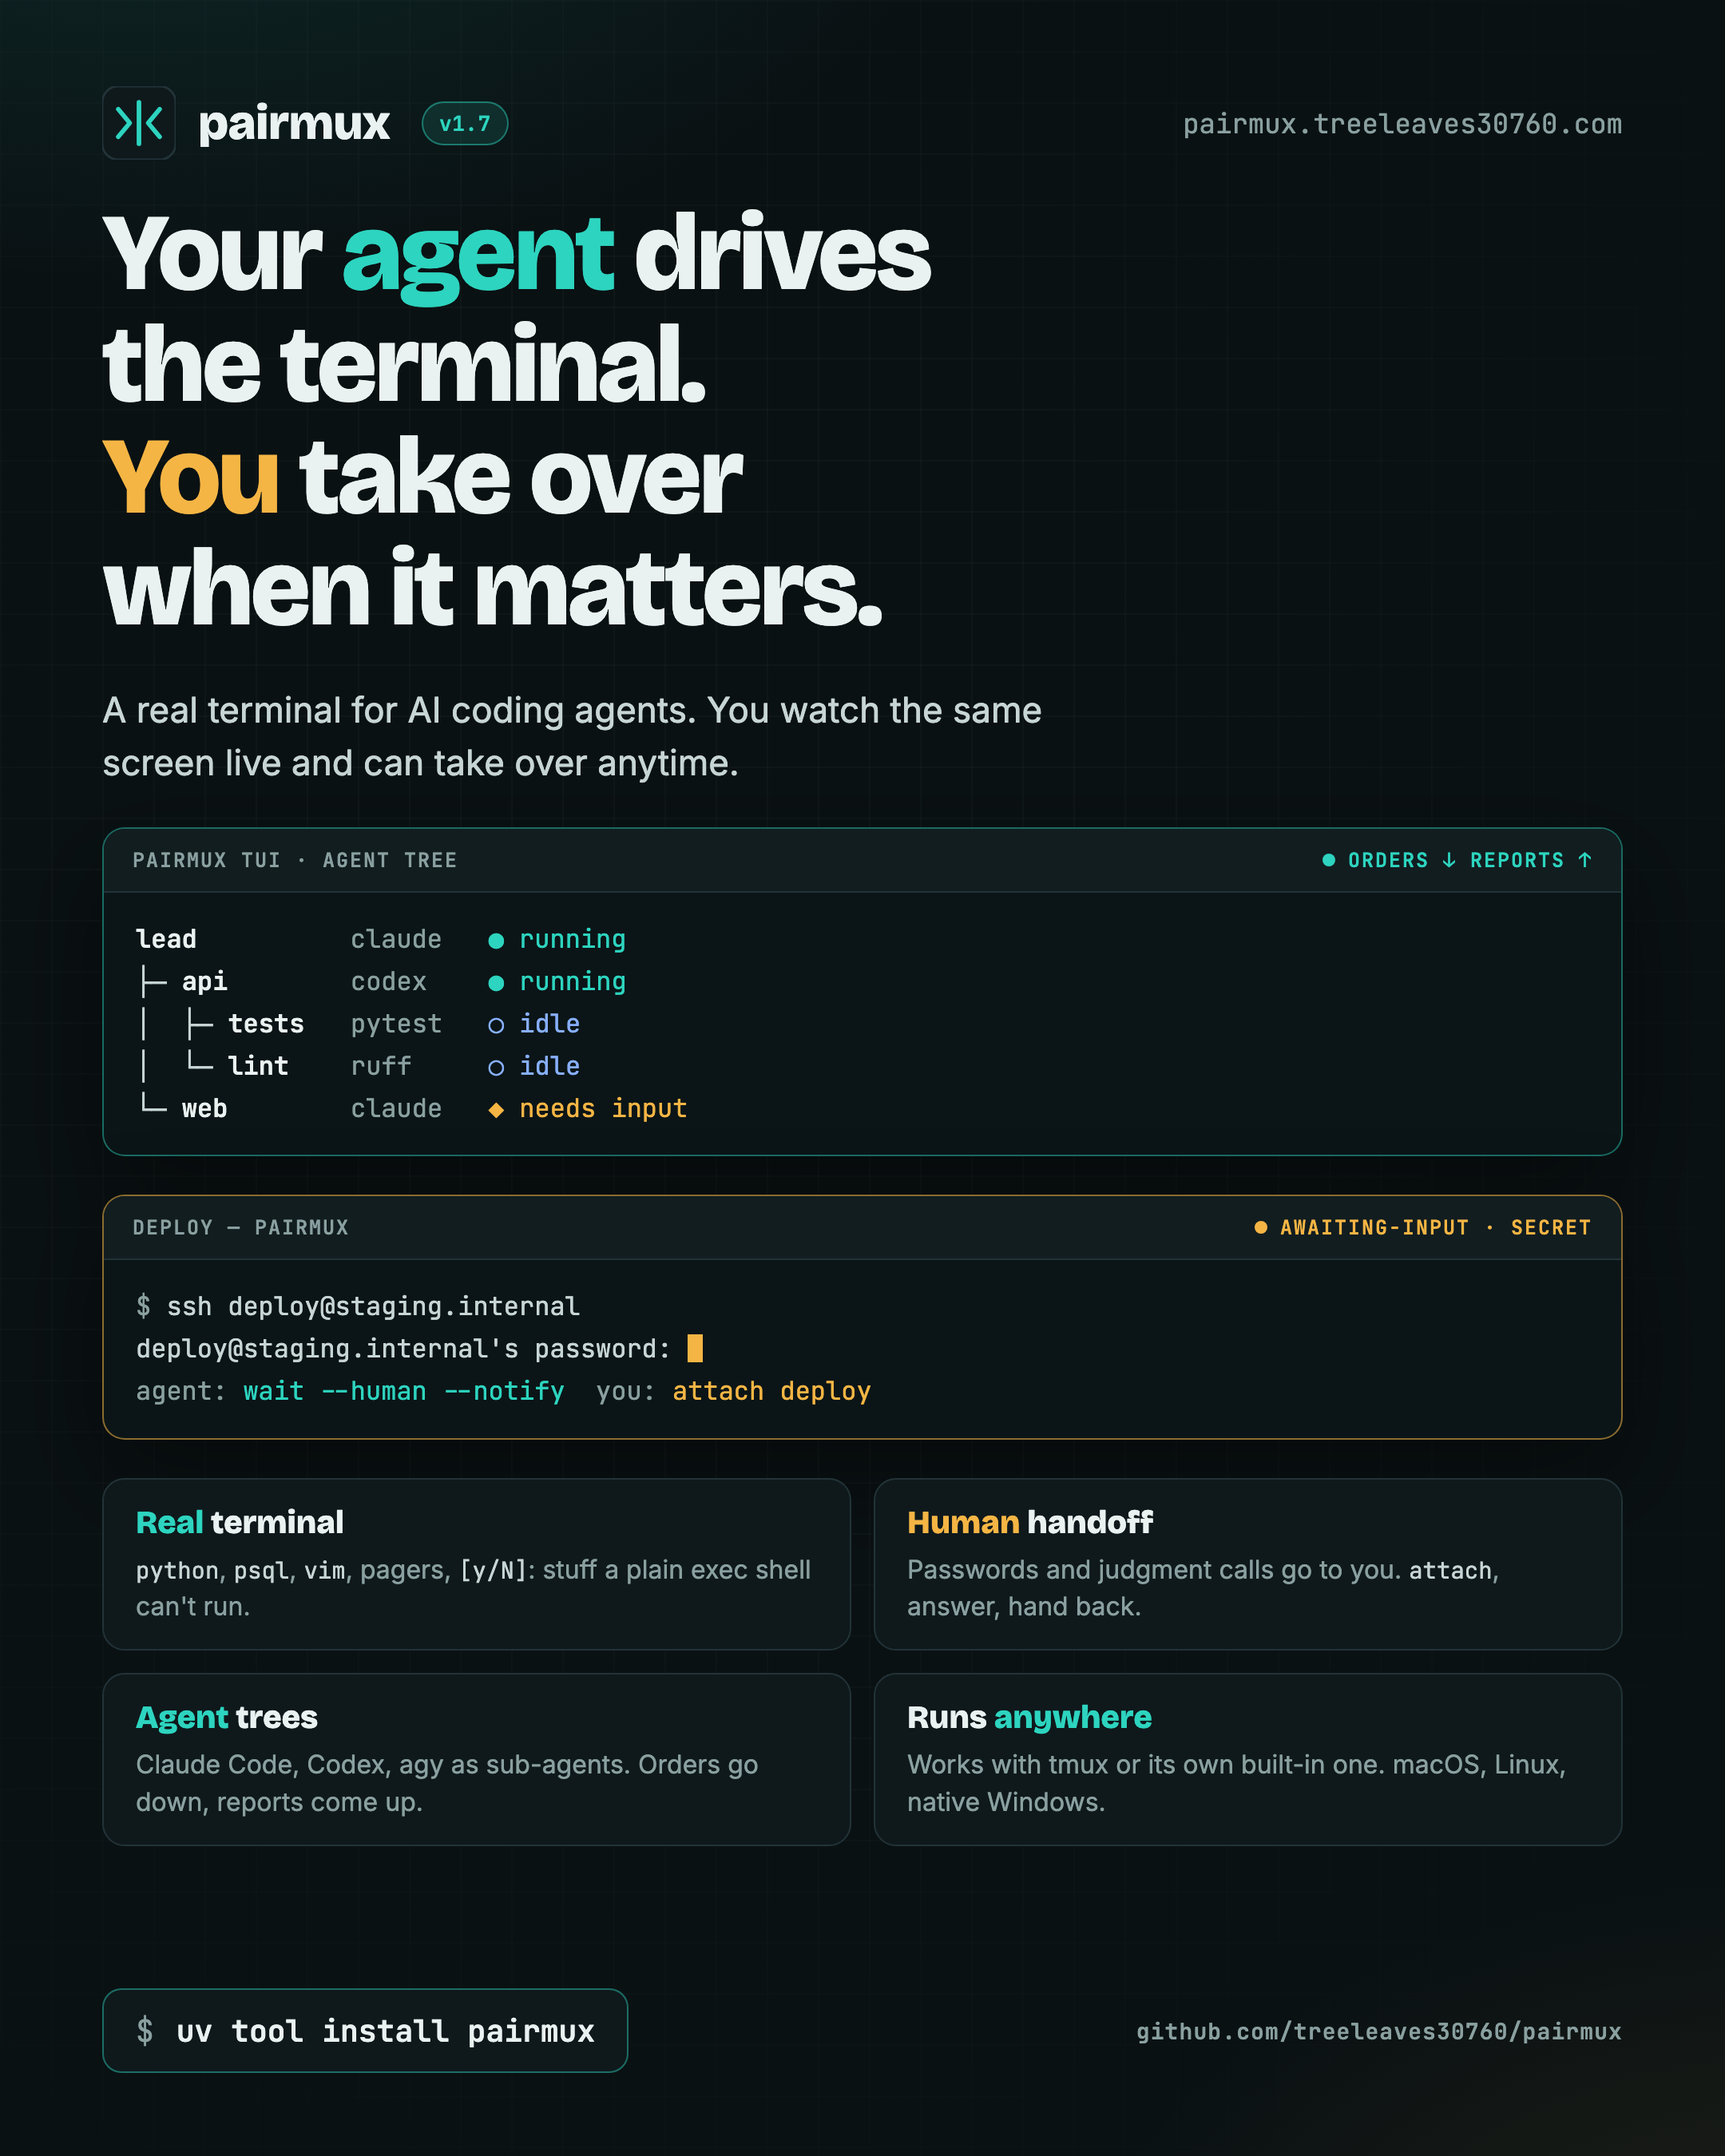 pairmux v1.7 pairmux.treeleaves30760.com
Your agent drives
the terminal.
You take over
when it matters.
A real terminal for AI coding agents. You watch the same
screen live and can take over anytime.
PAIRMUX TUI · AGENT TREE ● ORDERS ↓ REPORTS ↑
lead claude ● running
├─ api codex ● running
│  ├─ tests pytest ○ idle
│  └─ lint ruff ○ idle
└─ web claude ◆ needs input
DEPLOY — PAIRMUX ● AWAITING-INPUT · SECRET
$ ssh deploy@staging.internal
deploy@staging.internal's password:
agent: wait --human --notify you: attach deploy
Real terminal
python, psql, vim, pagers, [y/N]: stuff a plain exec shell
can't run.
Human handoff
Passwords and judgment calls go to you. attach,
answer, hand back.
Agent trees
Claude Code, Codex, agy as sub-agents. Orders go
down, reports come up.
Runs anywhere
Works with tmux or its own built-in one. macOS, Linux,
native Windows.
$ uv tool install pairmux
github.com/treeleaves30760/pairmux